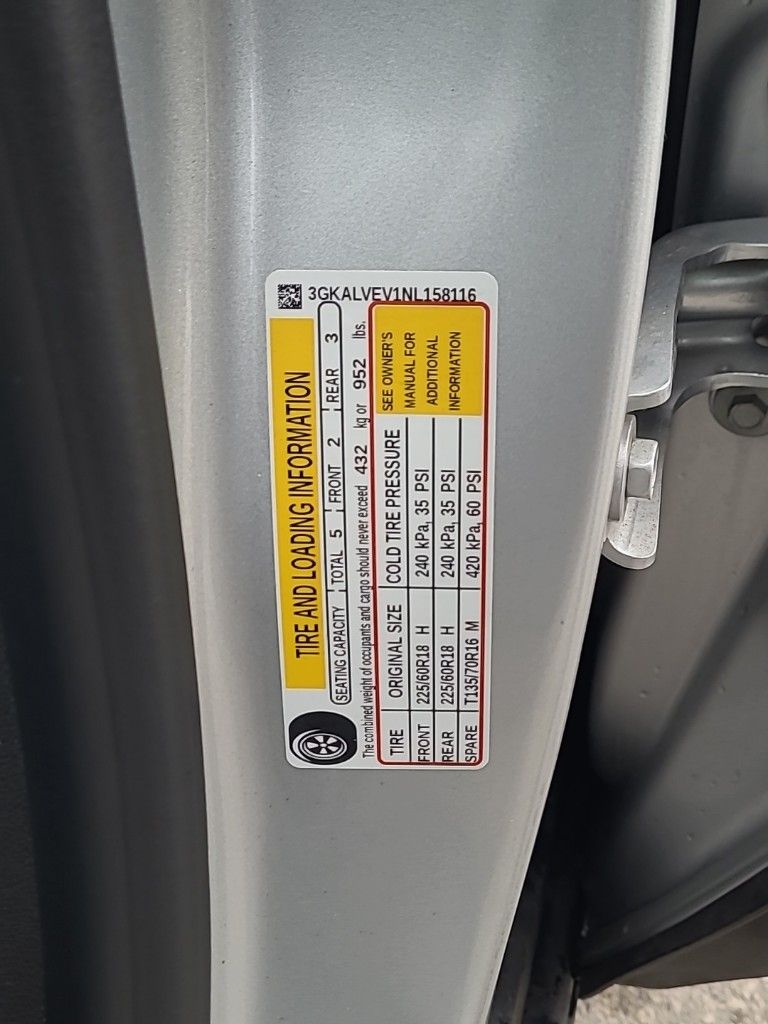 3GKALVEV1NL158116
TIRE AND LOADING INFORMATION
SEATING CAPACITY TOTAL 5 FRONT 2 REAR 3
The combined weight of occupants and cargo should never exceed 432 kg or 952 lbs.
TIRE ORIGINAL SIZE COLD TIRE PRESSURE
FRONT 225/60R18 H 240 kPa, 35 PSI
REAR 225/60R18 H 240 kPa, 35 PSI
SPARE T135/70R16 M 420 kPa, 60 PSI
SEE OWNER'S
MANUAL FOR
ADDITIONAL
INFORMATION